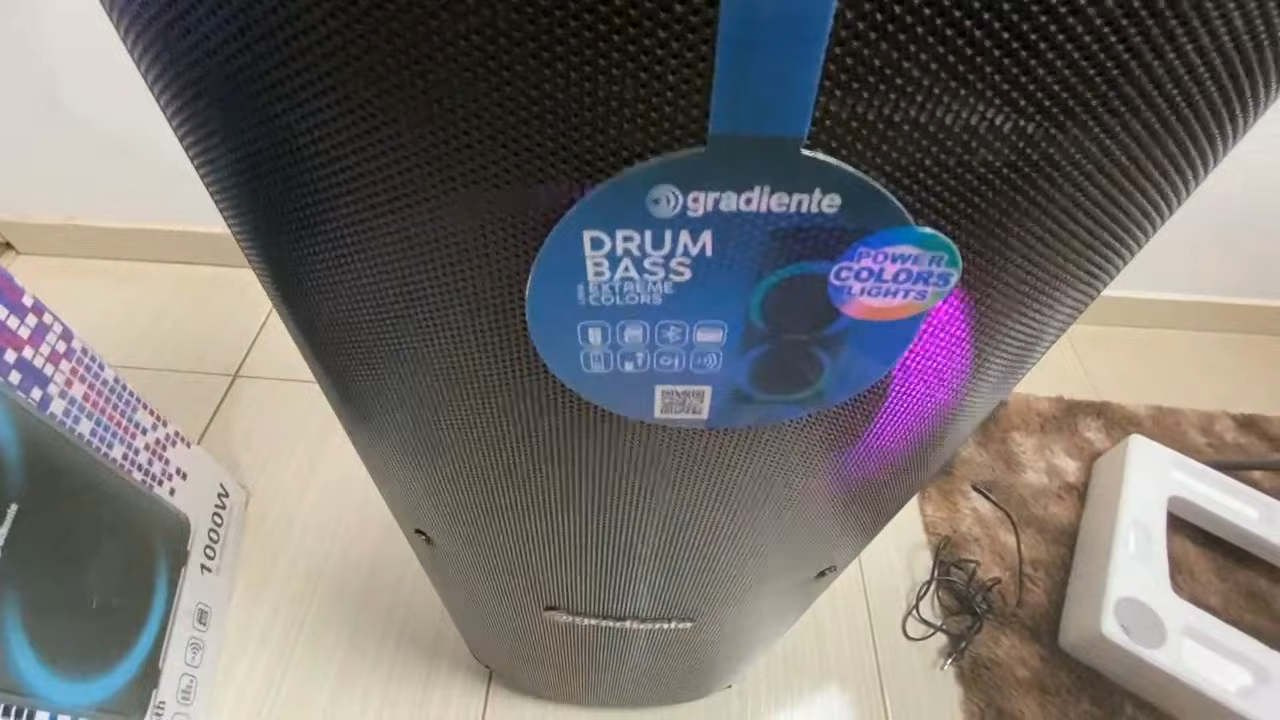 gradiente
DRUM
BASS
EXTREME
COLORS
POWER
COLORS
LIGHTS
gradiente
1000W